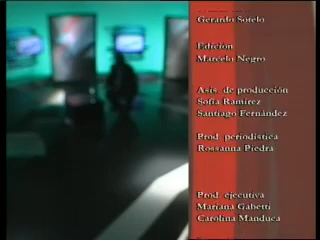 Gerardo Sotelo
Edicion
Marcelo Negro
Asis. de producción
Sofía Ramírez
Santiago Fernández
Prod. periodística
Rossanna Piedra
Prod. ejecutiva
Mariana Gabetti
Carolina Manduca